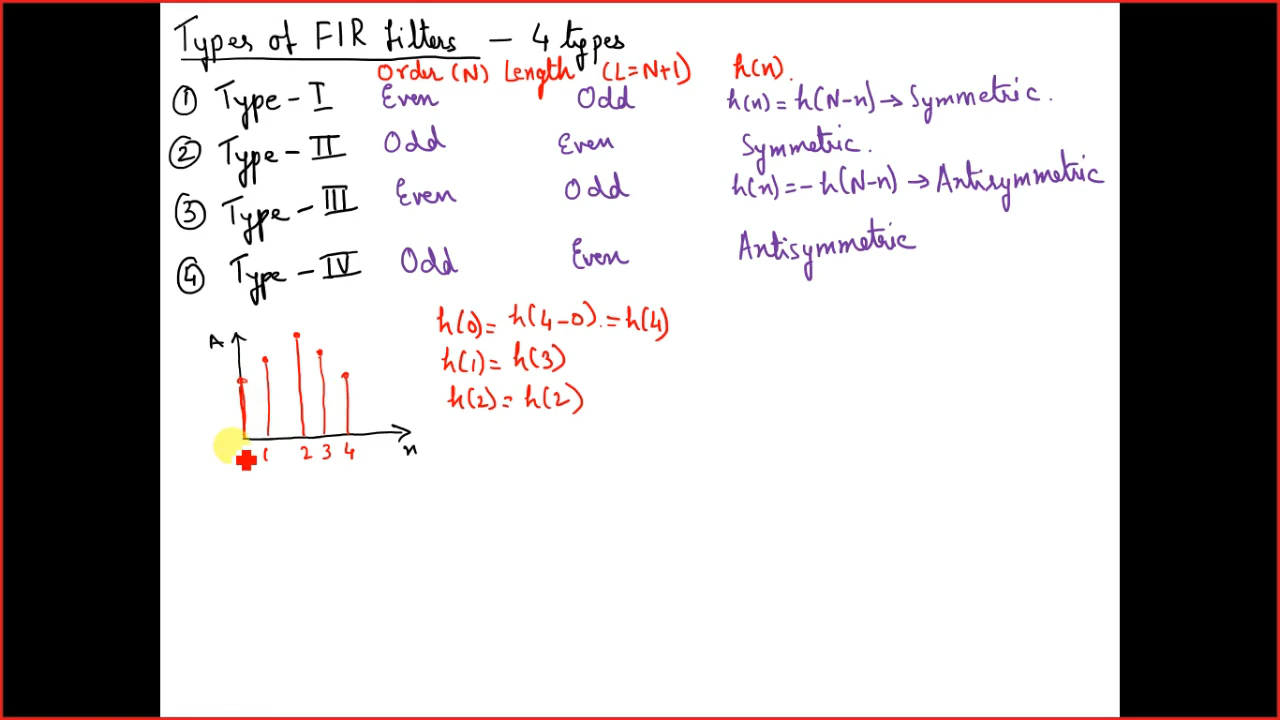 Types of FIR filters – 4 types
Order (N) Length (L=N+1) h(n).
① Type – I Even Odd h(n) = h(N-n) → Symmetric.
② Type – II Odd Even Symmetric.
③ Type – III Even Odd h(n) = - h(N-n) → Antisymmetric
④ Type – IV Odd Even Antisymmetric
h(0) = h(4-0). = h(4)
A
h(1) = h(3)
h(2) = h(2)
1 2 3 4 n